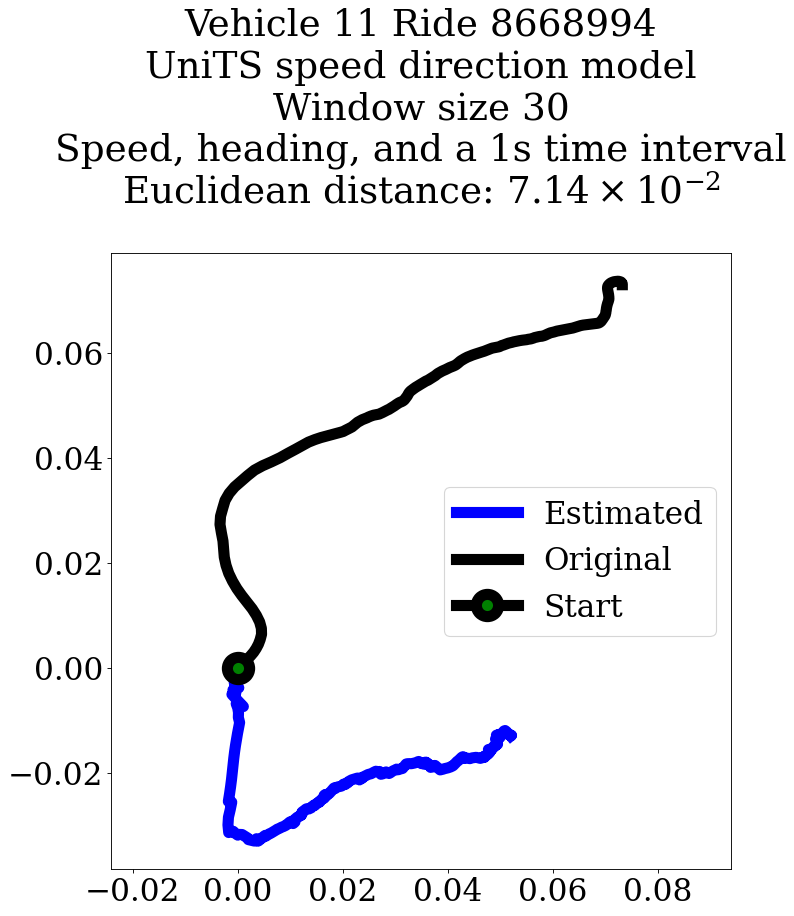 Vehicle 11 Ride 8668994
UniTS speed direction model
Window size 30
Speed, heading, and a 1s time interval
Euclidean distance: 7.14 × 10⁻²
0.06
0.04
0.02
0.00
−0.02
Estimated
Original
Start
−0.02 0.00 0.02 0.04 0.06 0.08